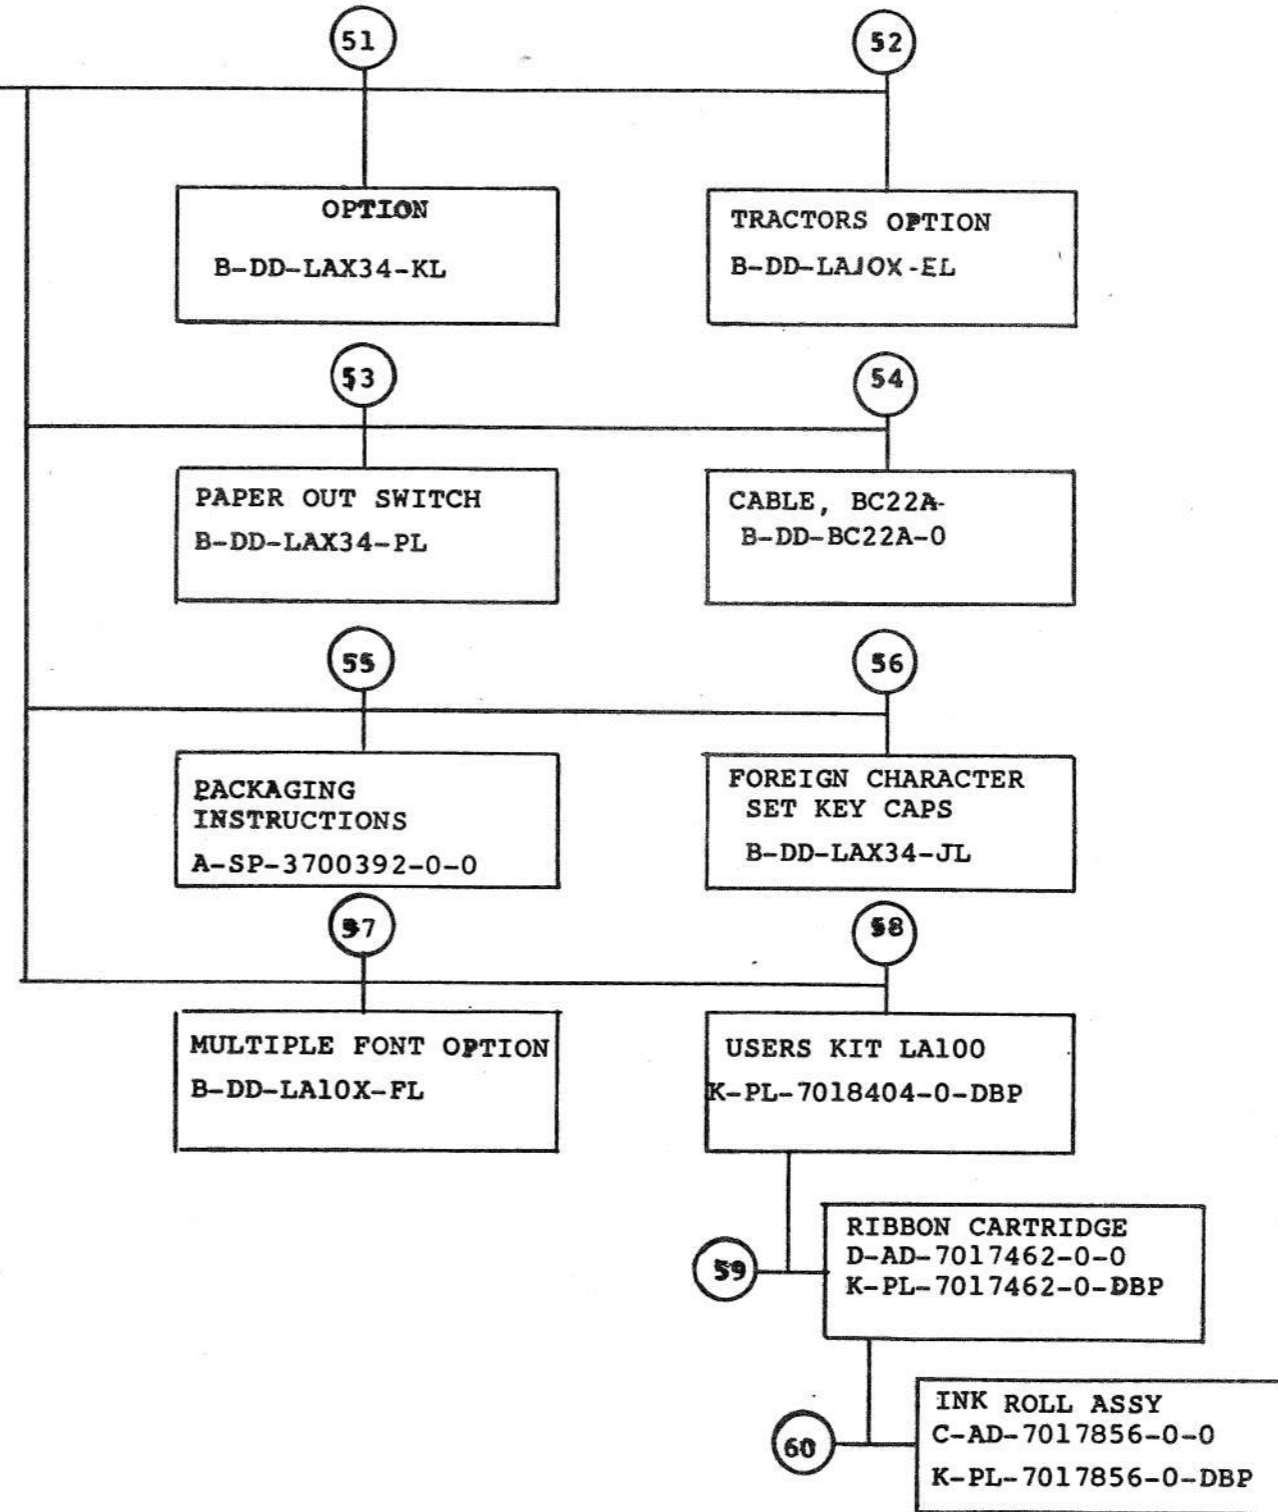 51
52
OPTION
B-DD-LAX34-KL
TRACTORS OPTION
B-DD-LA10X-EL
53
54
PAPER OUT SWITCH
B-DD-LAX34-PL
CABLE, BC22A-
B-DD-BC22A-0
55
56
PACKAGING
INSTRUCTIONS
A-SP-3700392-0-0
FOREIGN CHARACTER
SET KEY CAPS
B-DD-LAX34-JL
57
58
MULTIPLE FONT OPTION
B-DD-LA10X-FL
USERS KIT LA100
K-PL-7018404-0-DBP
59
RIBBON CARTRIDGE
D-AD-7017462-0-0
K-PL-7017462-0-DBP
60
INK ROLL ASSY
C-AD-7017856-0-0
K-PL-7017856-0-DBP